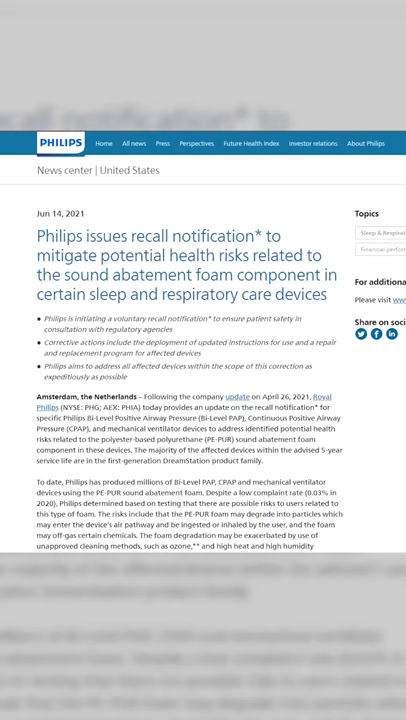 recall notification* to
PHILIPS
Home All news Press Perspectives Future Health Index Investor relations About Philips
News center | United States
Jun 14, 2021
Philips issues recall notification* to
mitigate potential health risks related to
the sound abatement foam component in
certain sleep and respiratory care devices
● Philips is initiating a voluntary recall notification* to ensure patient safety in
consultation with regulatory agencies
● Corrective actions include the deployment of updated instructions for use and a repair
and replacement program for affected devices
● Philips aims to address all affected devices within the scope of this correction as
expeditiously as possible
Amsterdam, the Netherlands – Following the company update on April 26, 2021, Royal
Philips (NYSE: PHG; AEX: PHIA) today provides an update on the recall notification* for
specific Philips Bi-Level Positive Airway Pressure (Bi-Level PAP), Continuous Positive Airway
Pressure (CPAP), and mechanical ventilator devices to address identified potential health
risks related to the polyester-based polyurethane (PE-PUR) sound abatement foam
component in these devices. The majority of the affected devices within the advised 5-year
service life are in the first-generation DreamStation product family.
To date, Philips has produced millions of Bi-Level PAP, CPAP and mechanical ventilator
devices using the PE-PUR sound abatement foam. Despite a low complaint rate (0.03% in
2020), Philips determined based on testing that there are possible risks to users related to
this type of foam. The risks include that the PE-PUR foam may degrade into particles which
may enter the device's air pathway and be ingested or inhaled by the user, and the foam
may off-gas certain chemicals. The foam degradation may be exacerbated by use of
unapproved cleaning methods, such as ozone,** and high heat and high humidity
Topics
Sleep & Respirat
Financial perform
For additiona
Please visit ww
Share on soci